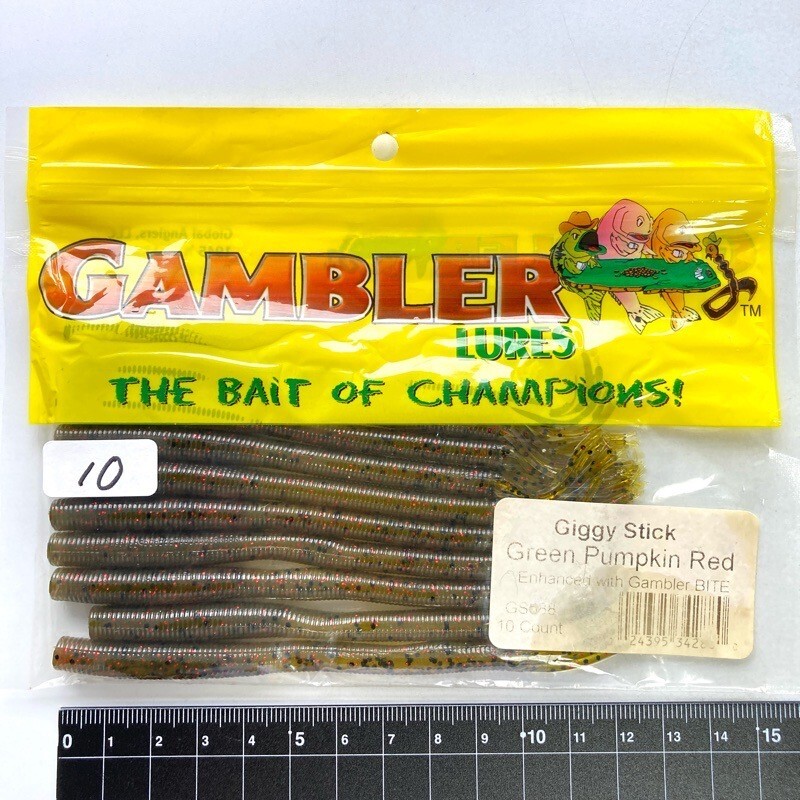 GAMBLER
LURES
TM
THE BAIT OF CHAMPIONS!
10
Giggy Stick
Green Pumpkin Red
Enhanced with Gambler BITE
10 Count
0 1 2 3 4 5 6 7 8 9 10 11 12 13 14 15